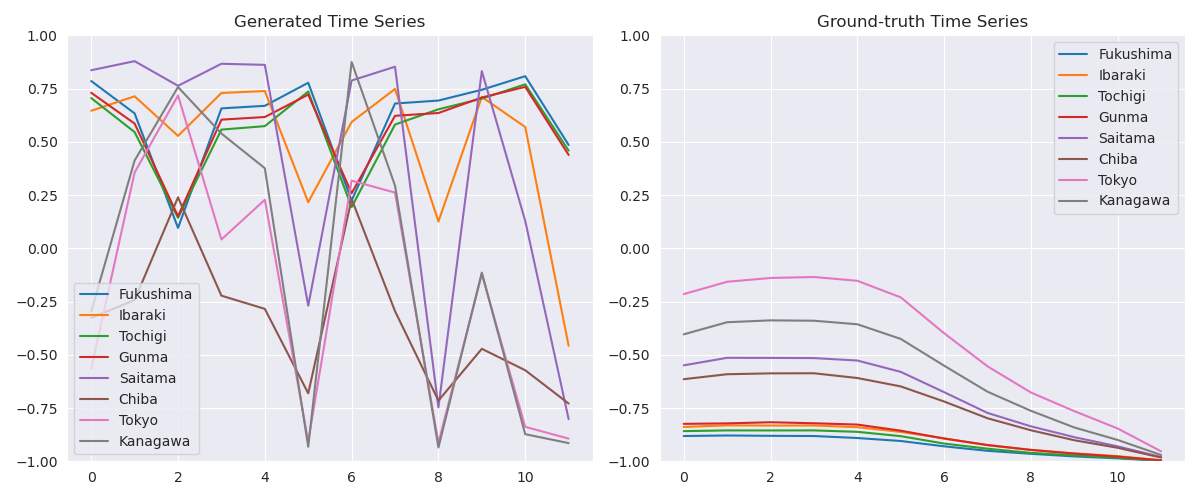 Generated Time Series
1.00
0.75
0.50
0.25
0.00
−0.25
−0.50
−0.75
−1.00
0 2 4 6 8 10
Fukushima
Ibaraki
Tochigi
Gunma
Saitama
Chiba
Tokyo
Kanagawa
Ground-truth Time Series
1.00
0.75
0.50
0.25
0.00
−0.25
−0.50
−0.75
−1.00
0 2 4 6 8 10
Fukushima
Ibaraki
Tochigi
Gunma
Saitama
Chiba
Tokyo
Kanagawa